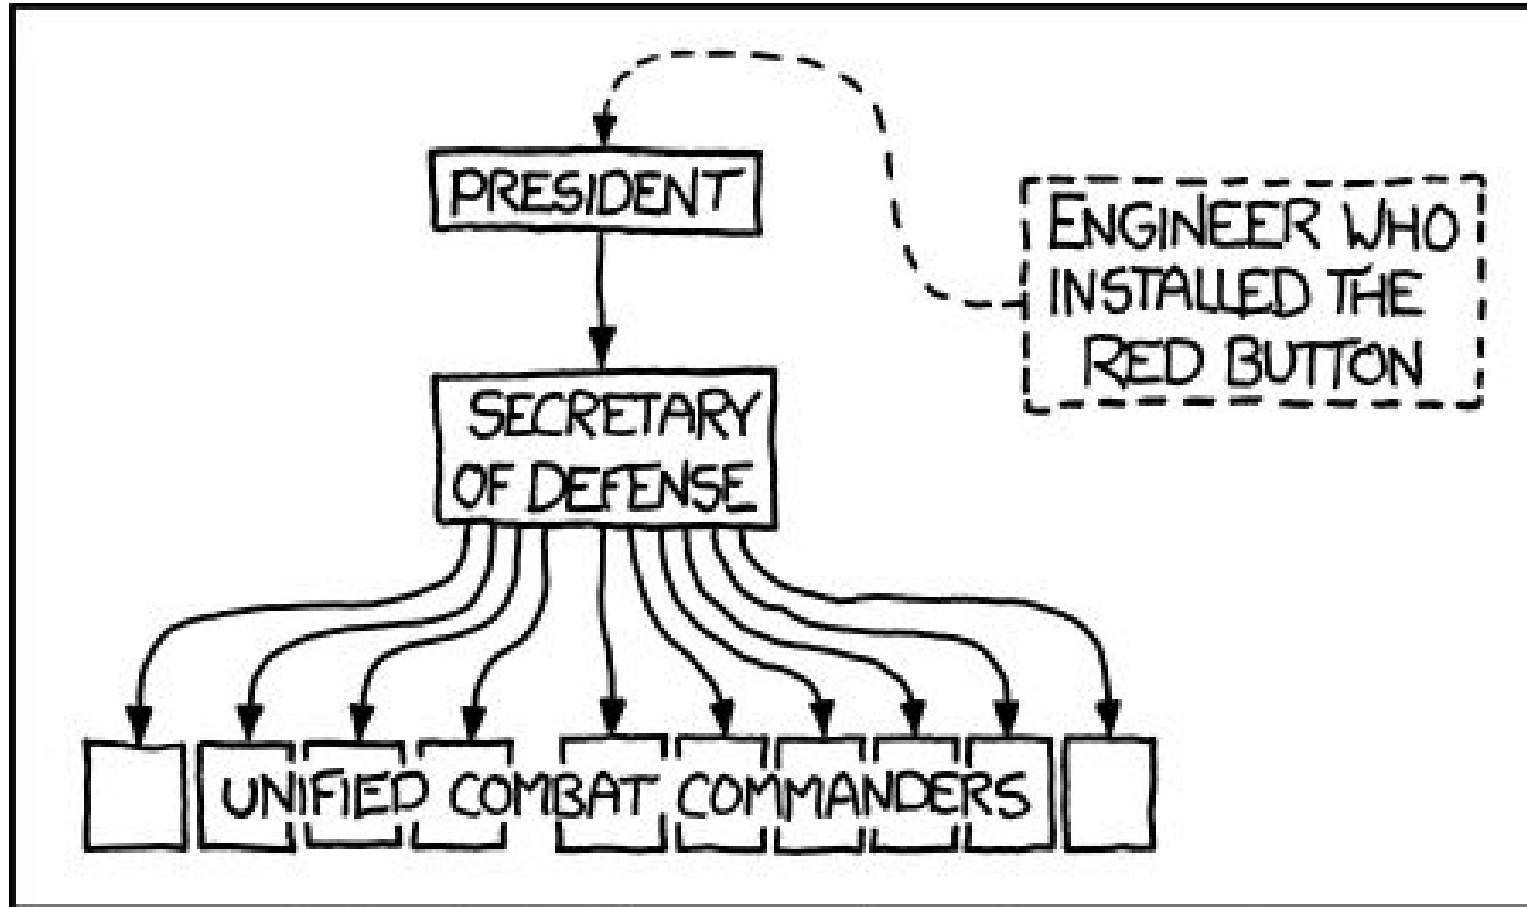 PRESIDENT
ENGINEER WHO
INSTALLED THE
RED BUTTON
SECRETARY
OF DEFENSE
UNIFIED COMBAT COMMANDERS